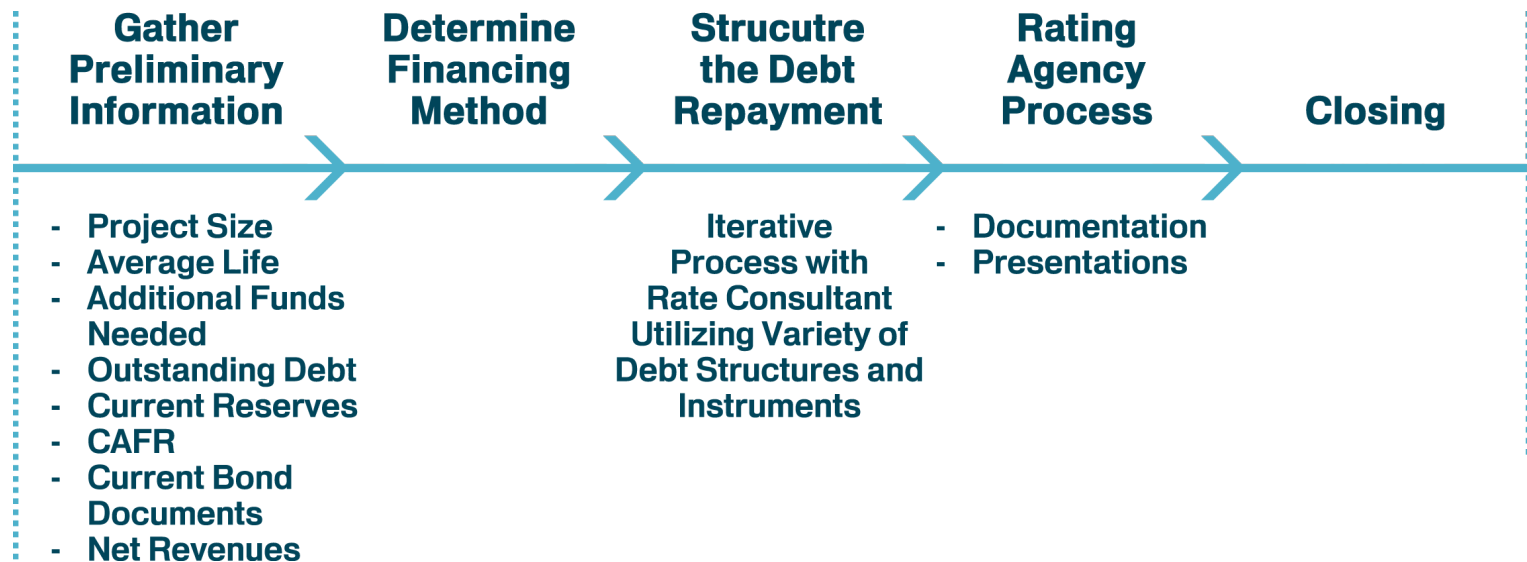 Gather
Preliminary
Information
Determine
Financing
Method
Strucutre
the Debt
Repayment
Rating
Agency
Process
Closing
- Project Size
- Average Life
- Additional Funds
Needed
- Outstanding Debt
- Current Reserves
- CAFR
- Current Bond
Documents
- Net Revenues
Iterative
Process with
Rate Consultant
Utilizing Variety of
Debt Structures and
Instruments
- Documentation
- Presentations